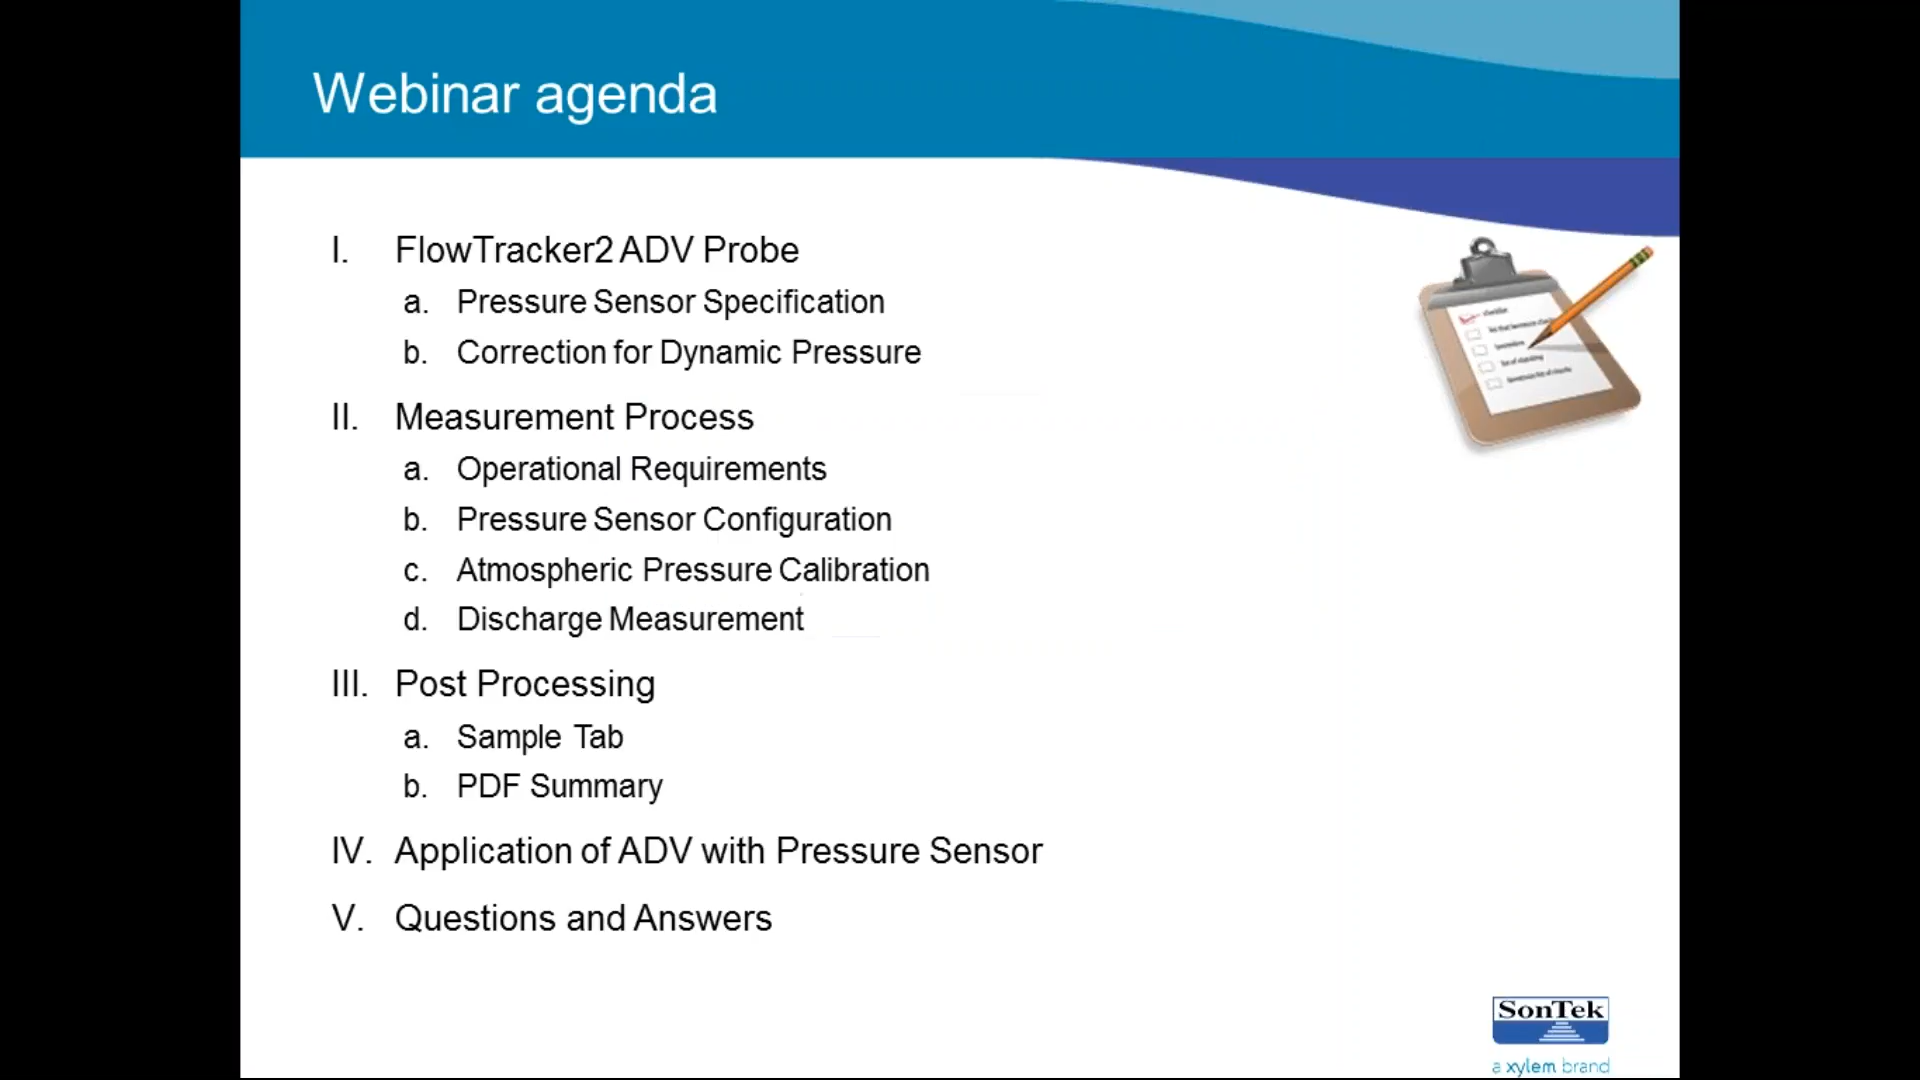 Webinar agenda
I. FlowTracker2 ADV Probe
a. Pressure Sensor Specification
b. Correction for Dynamic Pressure
II. Measurement Process
a. Operational Requirements
b. Pressure Sensor Configuration
c. Atmospheric Pressure Calibration
d. Discharge Measurement
III. Post Processing
a. Sample Tab
b. PDF Summary
IV. Application of ADV with Pressure Sensor
V. Questions and Answers
checklist
SonTek
a xylem brand